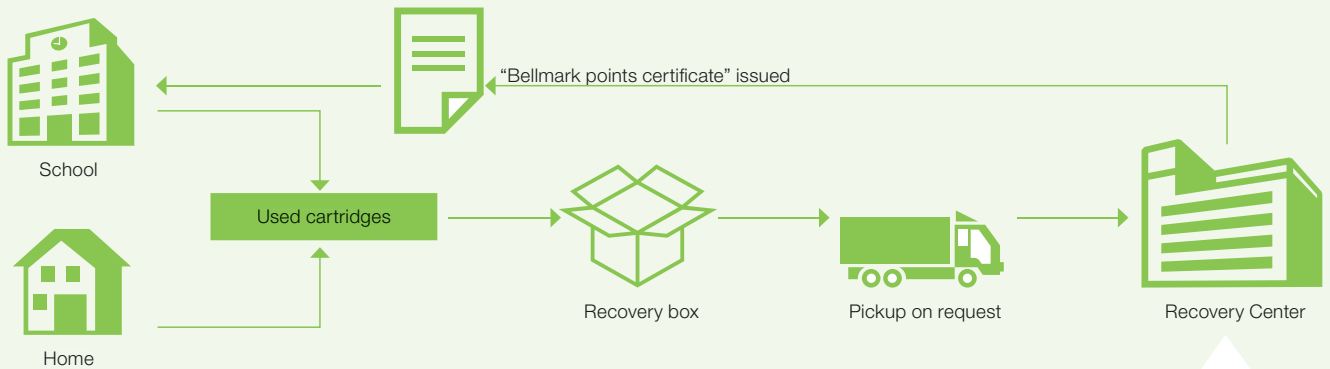 “Bellmark points certificate” issued
School
Used cartridges
Recovery box
Pickup on request
Recovery Center
Home